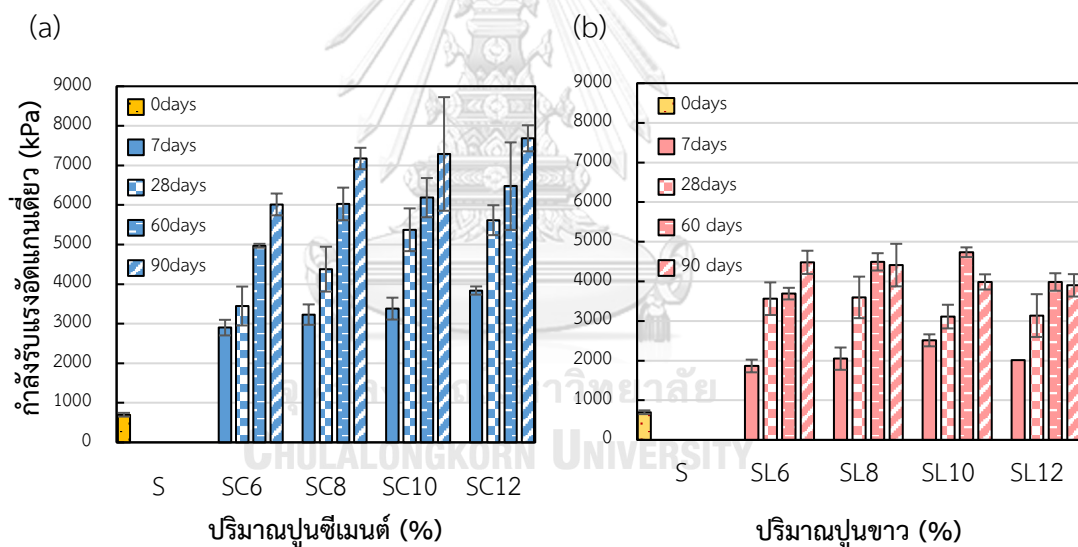 (a)
กำลังรับแรงอัดแกนเดียว (kPa)
9000
8000
7000
6000
5000
4000
3000
2000
1000
0
0days
7days
28days
60days
90days
S SC6 SC8 SC10 SC12
ปริมาณปูนซีเมนต์ (%)
(b)
9000
8000
7000
6000
5000
4000
3000
2000
1000
0
0days
7days
28days
60 days
90 days
S SL6 SL8 SL10 SL12
ปริมาณปูนขาว (%)
CHULALONGKORN UNIVERSITY